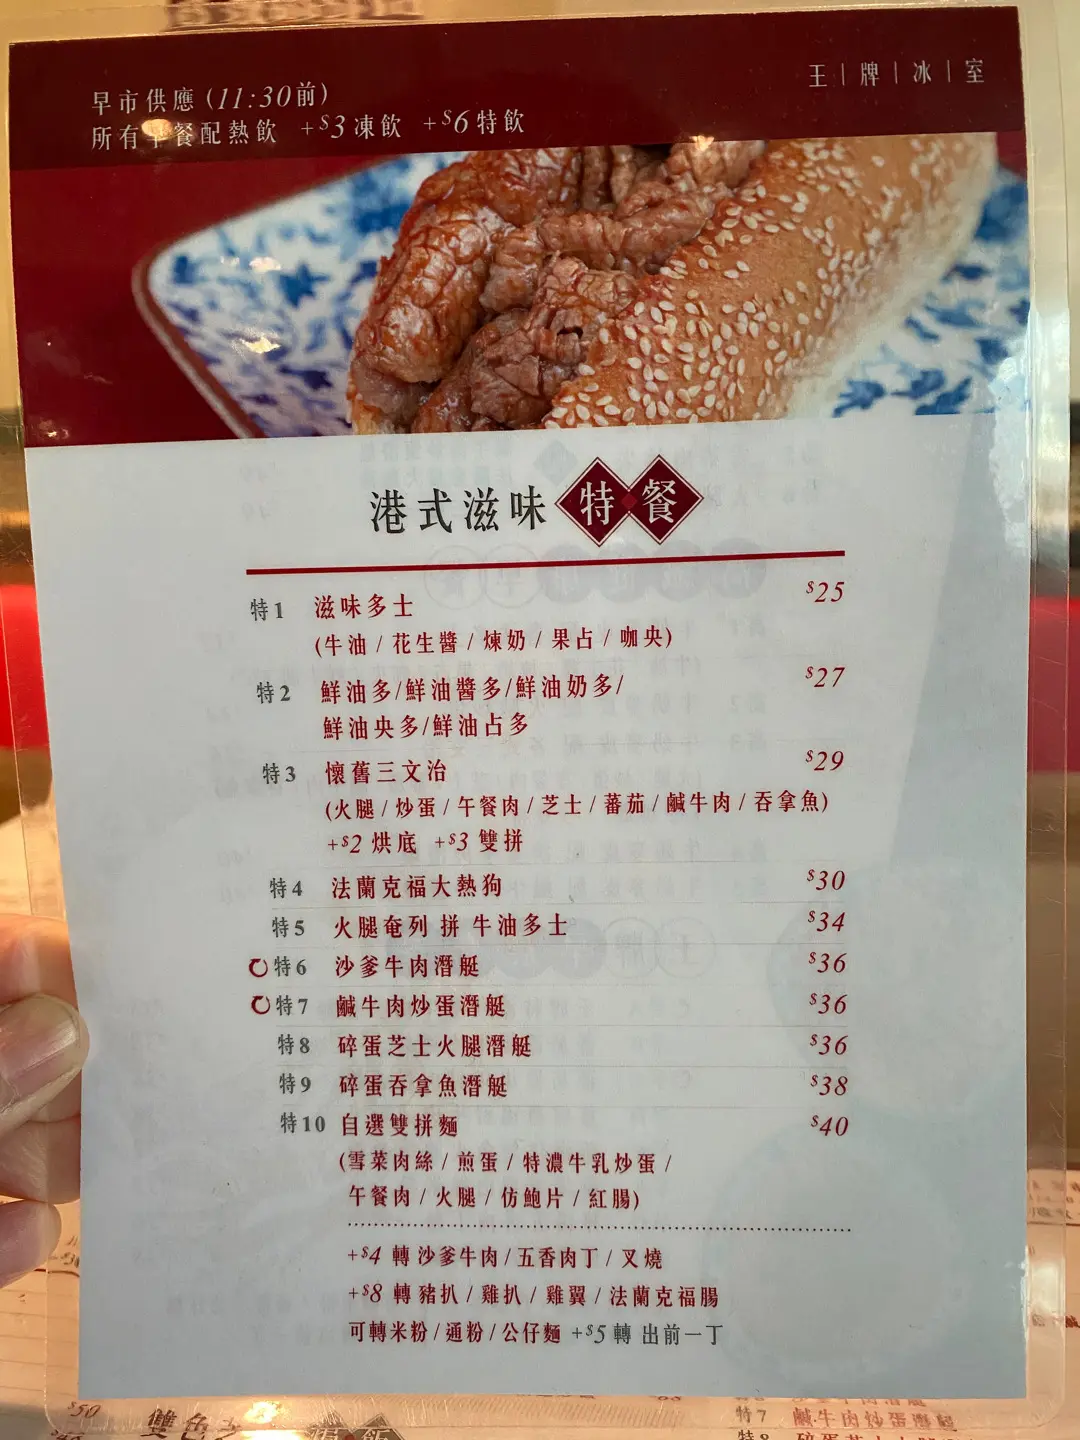 王 | 牌 | 冰 | 室
早市供應 (11:30前)
所有早餐配熱飲 +$3凍飲 +$6特飲
港式滋味 特餐
特1 滋味多士 $25
(牛油 / 花生醬 / 煉奶 / 果占 / 咖央)
特2 鮮油多/鮮油醬多/鮮油奶多/ $27
鮮油央多/鮮油占多
特3 懷舊三文治 $29
(火腿 / 炒蛋 / 午餐肉 / 芝士 / 蕃茄 / 鹹牛肉 / 吞拿魚)
+$2 烘底 +$3 雙拼
特4 法蘭克福大熱狗 $30
特5 火腿奄列 拼 牛油多士 $34
特6 沙爹牛肉潛艇 $36
特7 鹹牛肉炒蛋潛艇 $36
特8 碎蛋芝士火腿潛艇 $36
特9 碎蛋吞拿魚潛艇 $38
特10 自選雙拼麵 $40
(雪菜肉絲 / 煎蛋 / 特濃牛乳炒蛋 /
午餐肉 / 火腿 / 仿鮑片 / 紅腸)
+$4 轉 沙爹牛肉 / 五香肉丁 / 叉燒
+$8 轉 豬扒 / 雞扒 / 雞翼 / 法蘭克福腸
可轉米粉 / 通粉 / 公仔麵 +$5 轉 出前一丁
$50 雙色
特7 鹹牛肉炒蛋潛艇
特8